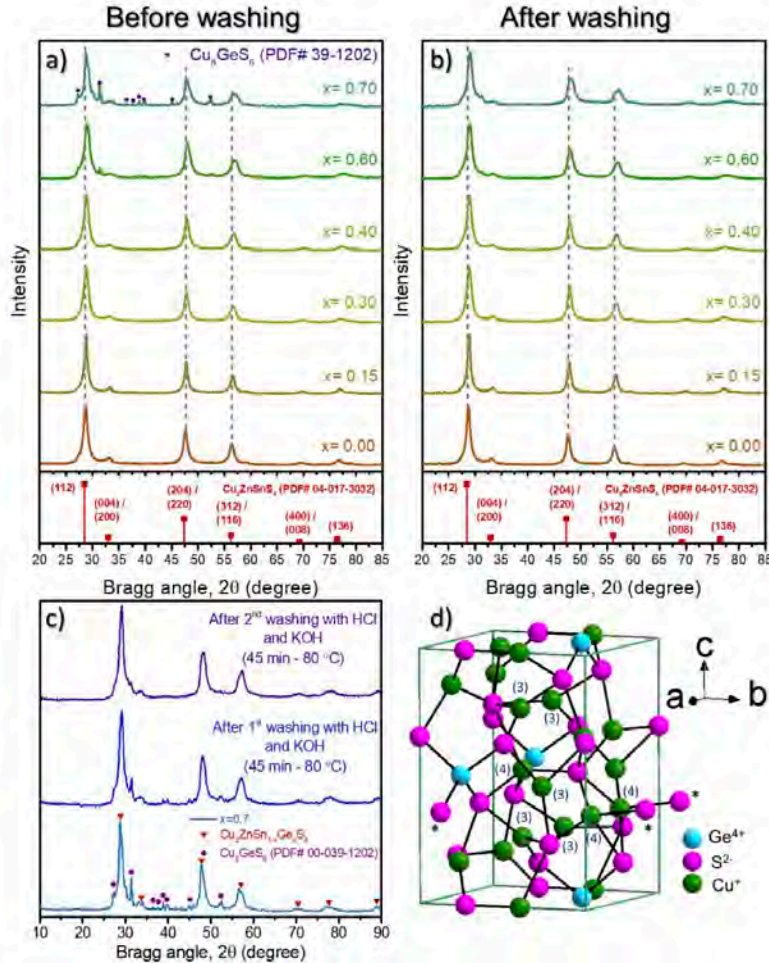 Before washing
After washing
a)
Cu8GeS6 (PDF# 39-1202)
x= 0.70
x= 0.60
x= 0.40
x= 0.30
x= 0.15
x= 0.00
Intensity
(112)
(004) /
(200)
(204) /
220)
Cu2ZnSnS4 (PDF# 04-017-3032)
(312) /
(116)
(400) /
(008)
(136)
20 25 30 35 40 45 50 55 60 65 70 75 80 85
Bragg angle, 2θ (degree)
b)
x= 0.70
x= 0.60
x= 0.40
x= 0.30
x= 0.15
x= 0.00
Intensity
(112)
(004) /
(200)
(204) /
220)
Cu2ZnSnS4 (PDF# 04-017-3032)
(312) /
(116)
(400) /
(008)
(136)
20 25 30 35 40 45 50 55 60 65 70 75 80 85
Bragg angle, 2θ (degree)
c)
After 2nd washing with HCl
and KOH
(45 min - 80 °C)
After 1st washing with HCl
and KOH
(45 min - 80 °C)
x=0.7
Cu2ZnSn1-xGexS4
Cu8GeS6 (PDF# 00-039-1202)
10 20 30 40 50 60 70 80 90
Bragg angle, 2θ (degree)
d)
c
a
b
(3)
(3)
(4)
(3)
(4)
(3)
(4)
(3)
*
*
*
Ge4+
S2-
Cu+